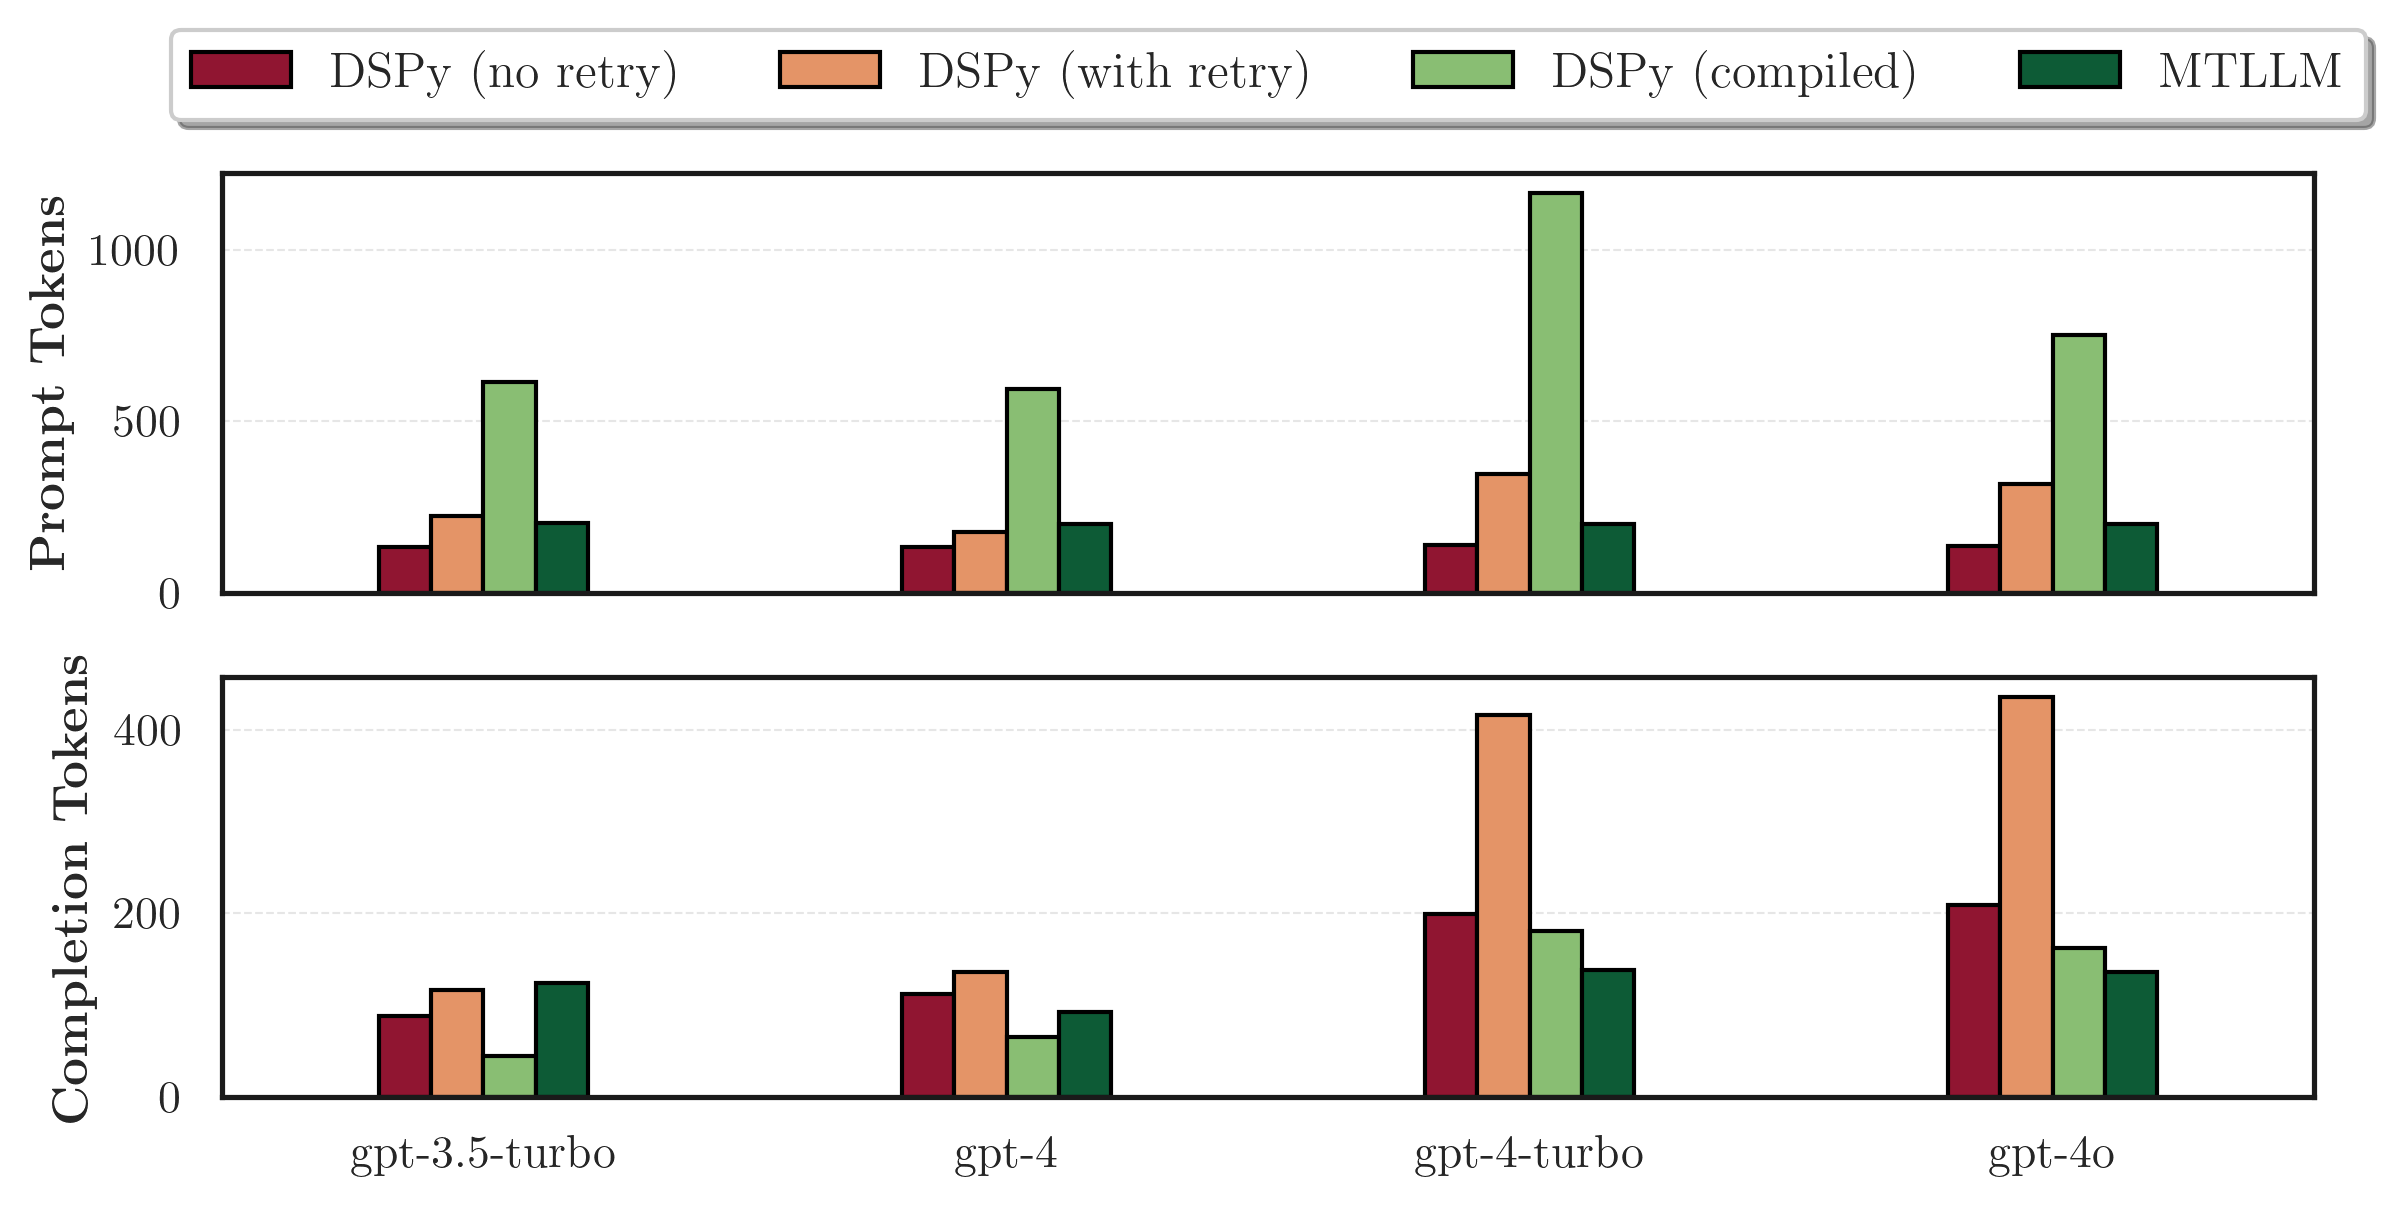 DSPy (no retry) DSPy (with retry) DSPy (compiled) MTLLM
Prompt Tokens
1000
500
0
Completion Tokens
400
200
0
gpt-3.5-turbo gpt-4 gpt-4-turbo gpt-4o